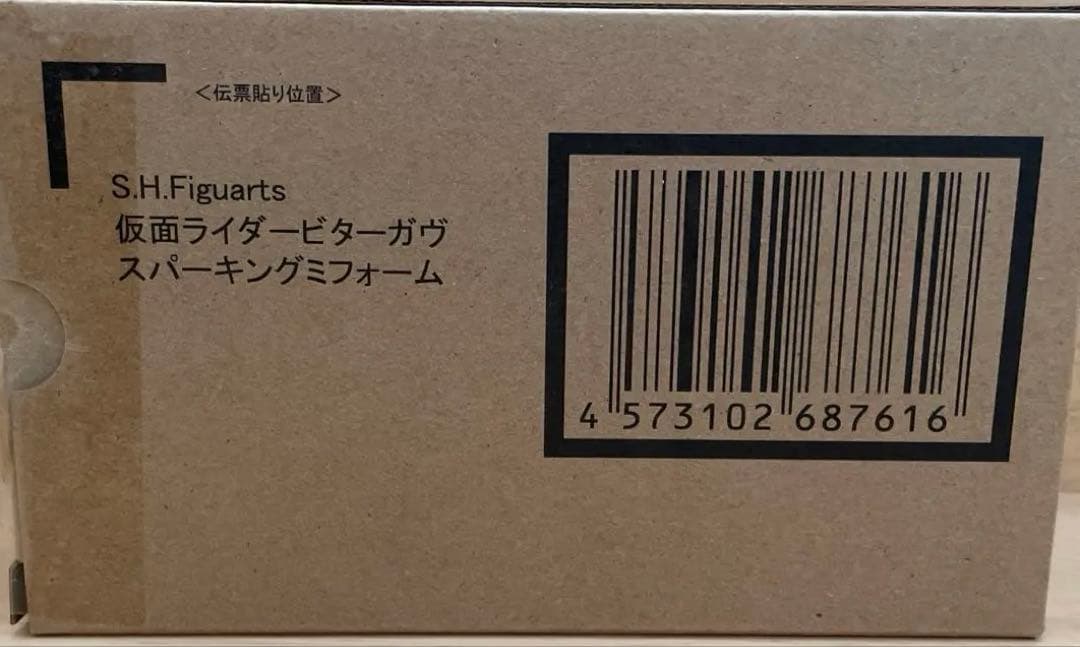 <伝票貼り位置>
S.H.Figuarts
仮面ライダービターガヴ
スパーキングミフォーム
4 573102 687616